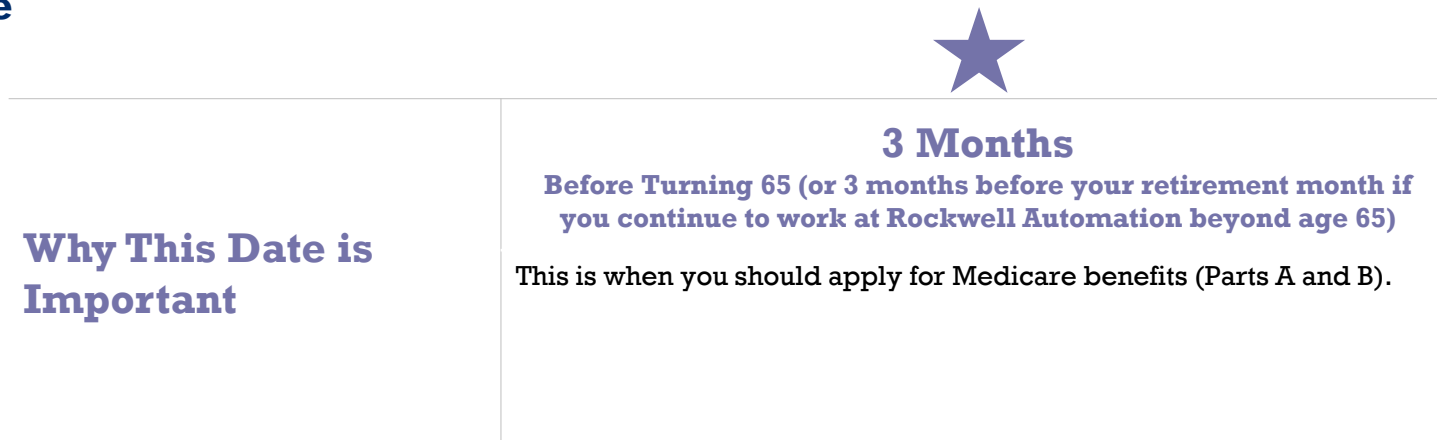 e
3 Months
Before Turning 65 (or 3 months before your retirement month if
you continue to work at Rockwell Automation beyond age 65)
Why This Date is
Important
This is when you should apply for Medicare benefits (Parts A and B).